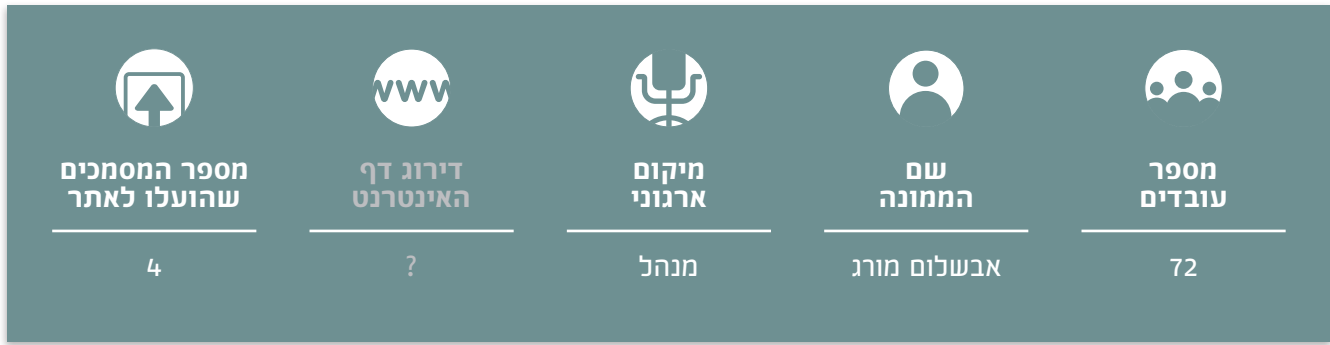 מספר
עובדים
72
שם
הממונה
אבשלום מורג
מיקום
ארגוני
מנהל
www
דירוג דף
האינטרנט
?
מספר המסמכים
שהועלו לאתר
4